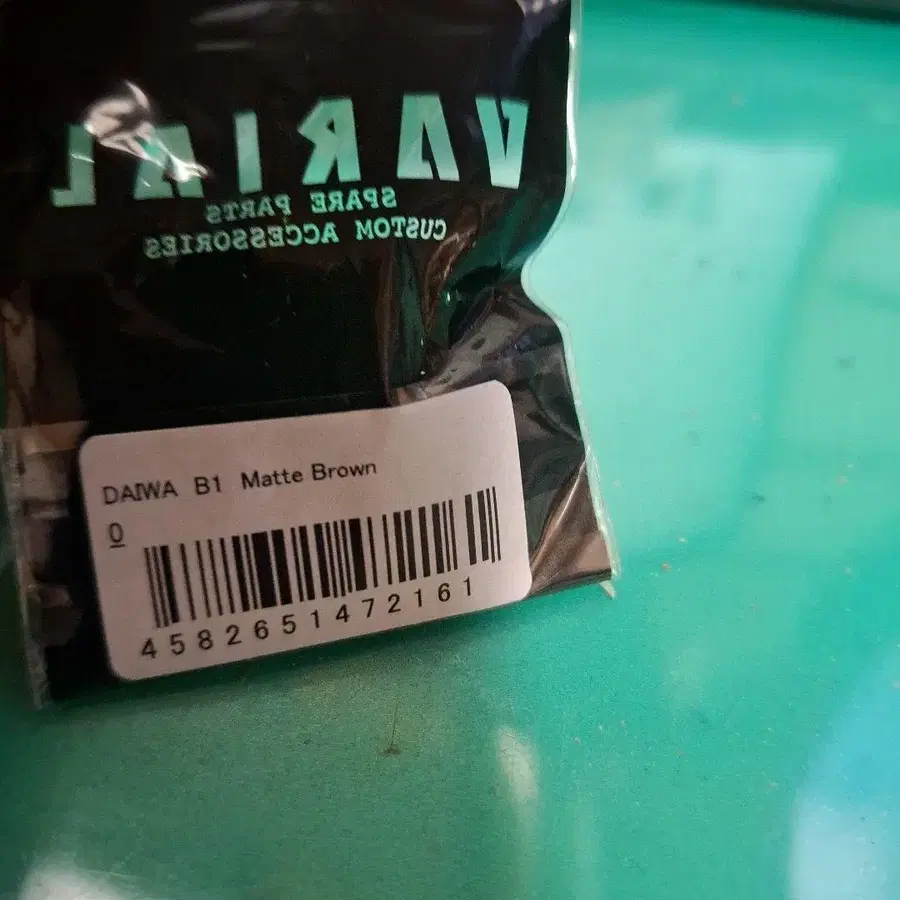 VARIAL
SPARE PARTS
CUSTOM ACCESSORIES
DAIWA B1 Matte Brown
0
4582651472161